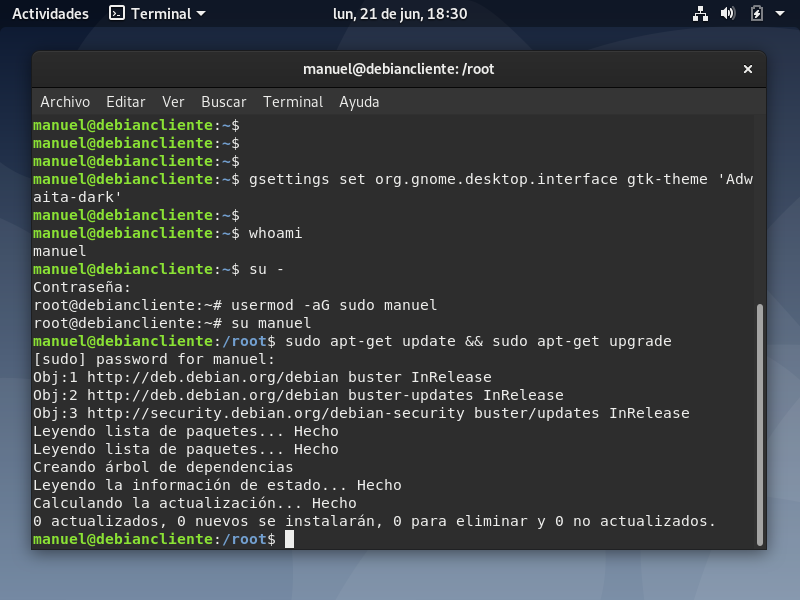 Actividades Terminal lun, 21 de jun, 18:30
manuel@debiancliente: /root
Archivo Editar Ver Buscar Terminal Ayuda
manuel@debiancliente:~$
manuel@debiancliente:~$
manuel@debiancliente:~$
manuel@debiancliente:~$ gsettings set org.gnome.desktop.interface gtk-theme 'Adw
aita-dark'
manuel@debiancliente:~$
manuel@debiancliente:~$ whoami
manuel
manuel@debiancliente:~$ su -
Contraseña:
root@debiancliente:~# usermod -aG sudo manuel
root@debiancliente:~# su manuel
manuel@debiancliente:/root$ sudo apt-get update && sudo apt-get upgrade
[sudo] password for manuel:
Obj:1 http://deb.debian.org/debian buster InRelease
Obj:2 http://deb.debian.org/debian buster-updates InRelease
Obj:3 http://security.debian.org/debian-security buster/updates InRelease
Leyendo lista de paquetes... Hecho
Leyendo lista de paquetes... Hecho
Creando árbol de dependencias
Leyendo la información de estado... Hecho
Calculando la actualización... Hecho
0 actualizados, 0 nuevos se instalarán, 0 para eliminar y 0 no actualizados.
manuel@debiancliente:/root$